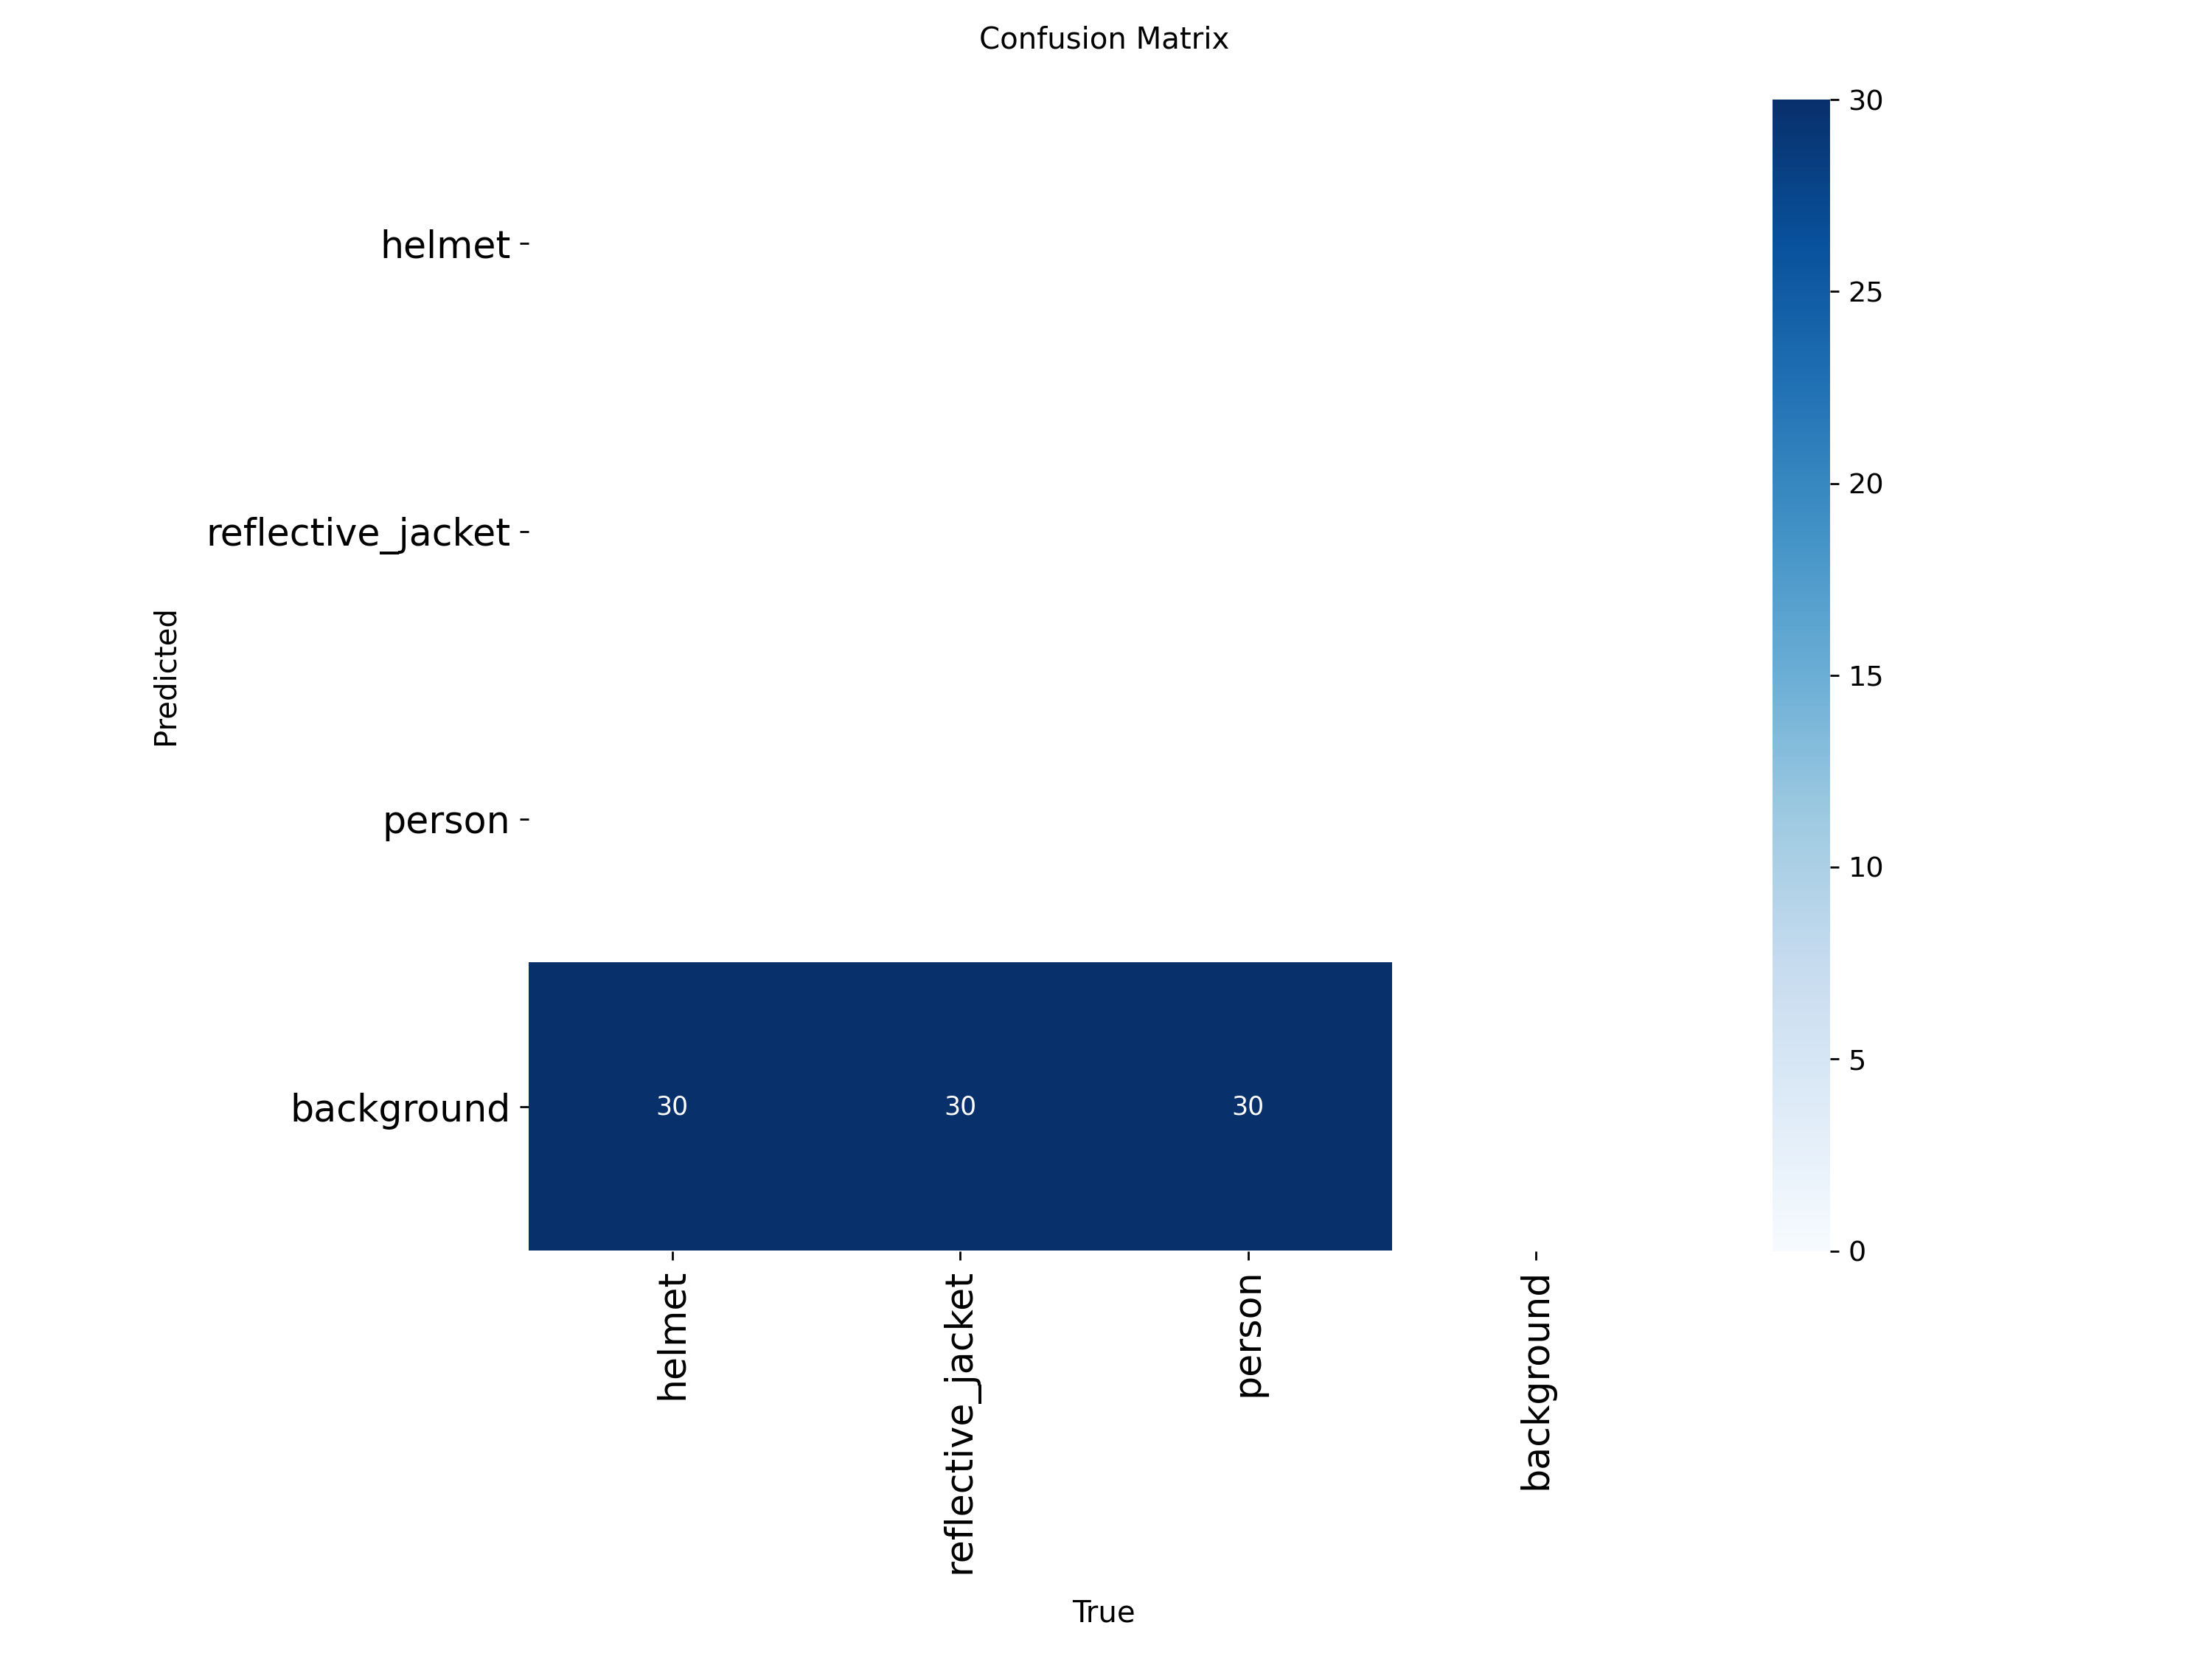 Confusion Matrix
helmet
reflective_jacket
person
background
Predicted
30 30 30
helmet
reflective_jacket
person
background
True
30
25
20
15
10
5
0